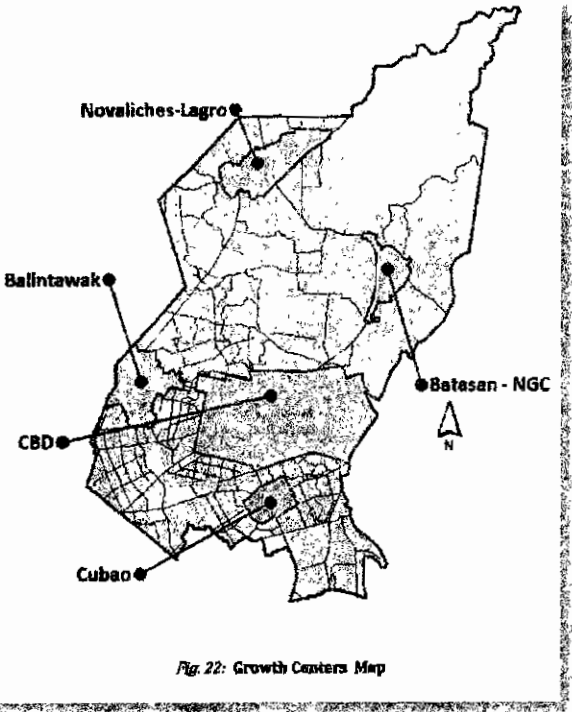 Novaliches-Lagro
Balintawak
Batasan - NGC
N
CBD
Cubao
Fig. 22: Growth Centers Map